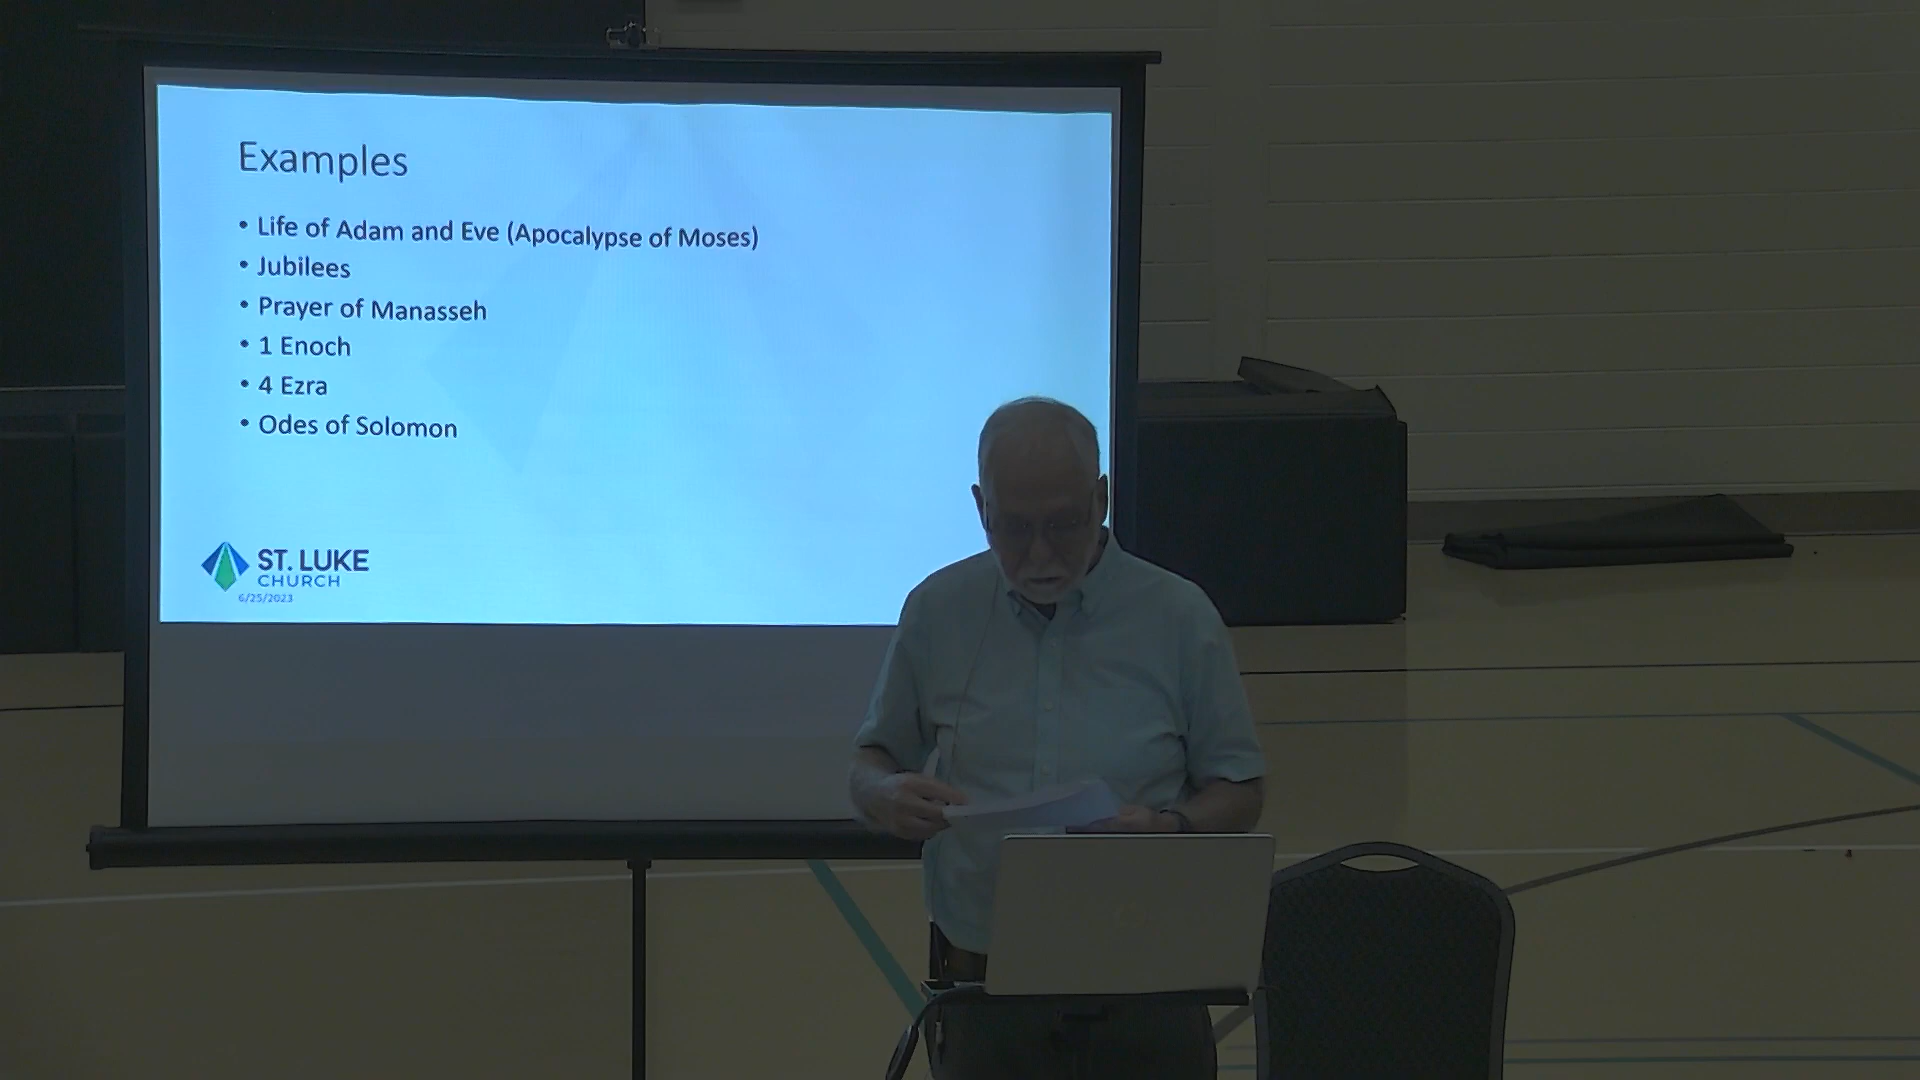 Examples
• Life of Adam and Eve (Apocalypse of Moses)
• Jubilees
• Prayer of Manasseh
• 1 Enoch
• 4 Ezra
• Odes of Solomon
ST. LUKE
CHURCH
6/25/2023